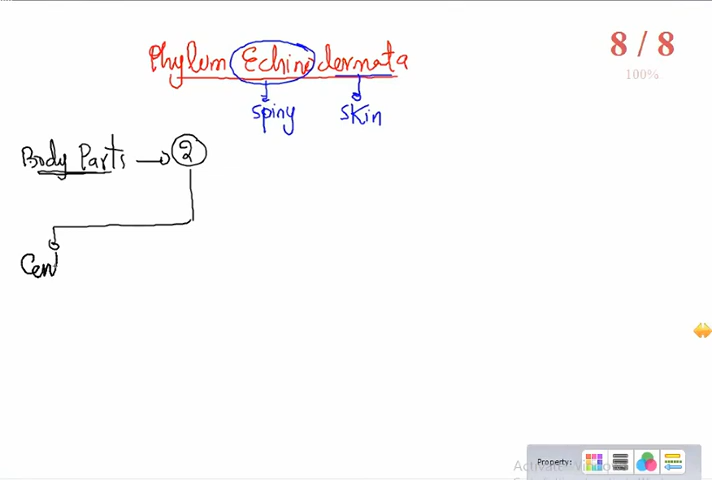 Phylum Echinodermata
8 / 8
100%
spiny
skin
Body Parts
2
Cen
Property: